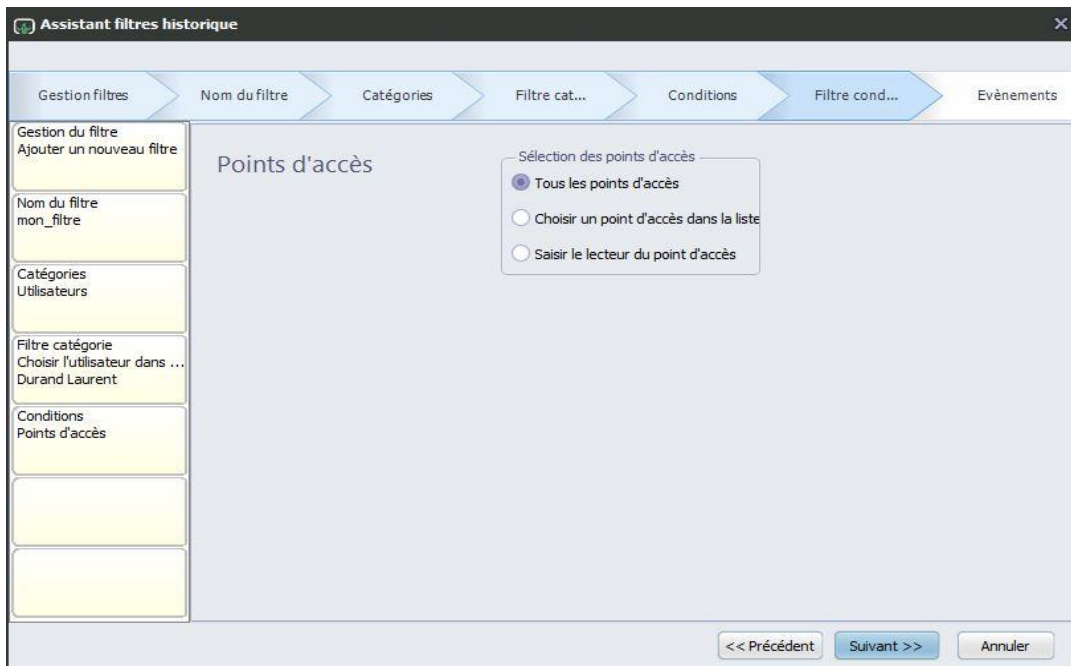 Assistant filtres historique
Gestion filtres
Nom du filtre
Catégories
Filtre cat...
Conditions
Filtre cond...
Evènements
Gestion du filtre
Ajouter un nouveau filtre
Nom du filtre
mon_filtre
Catégories
Utilisateurs
Filtre catégorie
Choisir l'utilisateur dans ...
Durand Laurent
Conditions
Points d'accès
Points d'accès
Sélection des points d'accès
Tous les points d'accès
Choisir un point d'accès dans la liste
Saisir le lecteur du point d'accès
<< Précédent
Suivant >>
Annuler